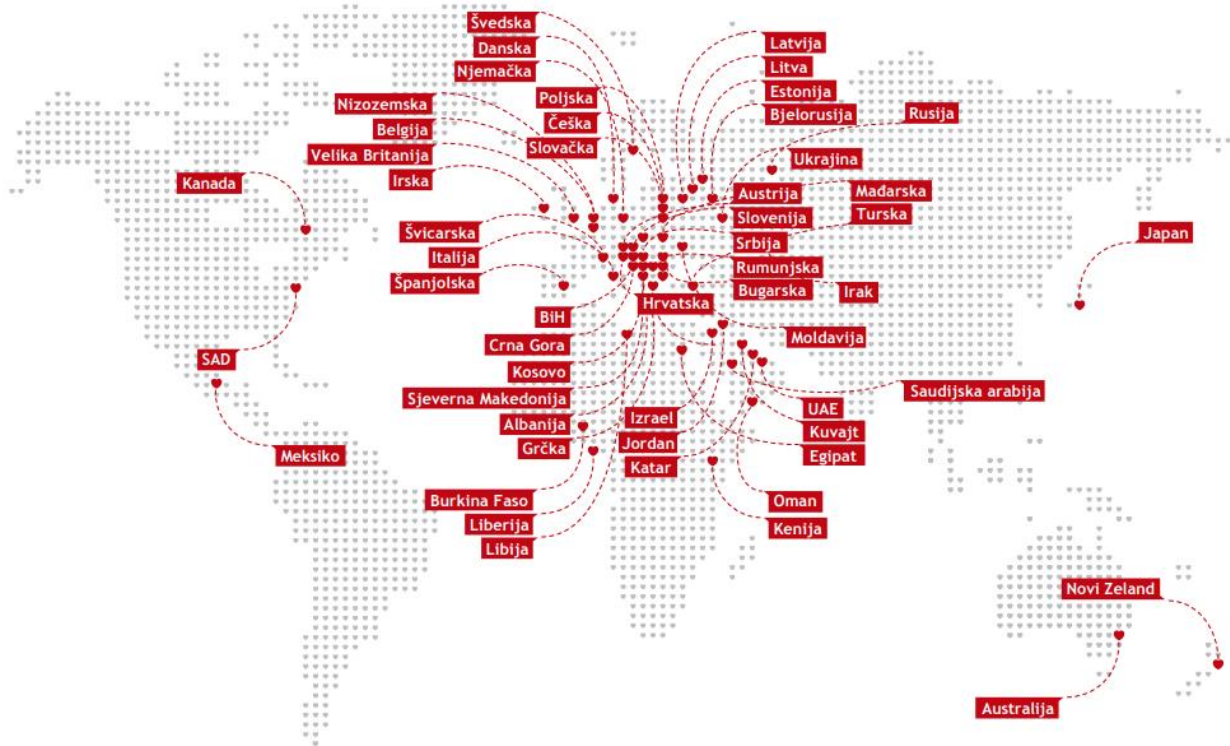 Švedska
Danska
Njemačka
Nizozemska
Belgija
Velika Britanija
Irska
Poljska
Češka
Slovačka
Latvija
Litva
Estonija
Bjelorusija
Rusija
Ukrajina
Kanada
Švicarska
Italija
Španjolska
Austrija
Mađarska
Slovenija
Turska
Srbija
Rumunjska
Bugarska
Irak
Japan
Hrvatska
BiH
Crna Gora
Kosovo
Sjeverna Makedonija
Albanija
Grčka
Moldavija
SAD
Meksiko
Saudijska arabija
Izrael
Jordan
Katar
UAE
Kuvajt
Egipat
Burkina Faso
Liberija
Libija
Oman
Kenija
Novi Zeland
Australija